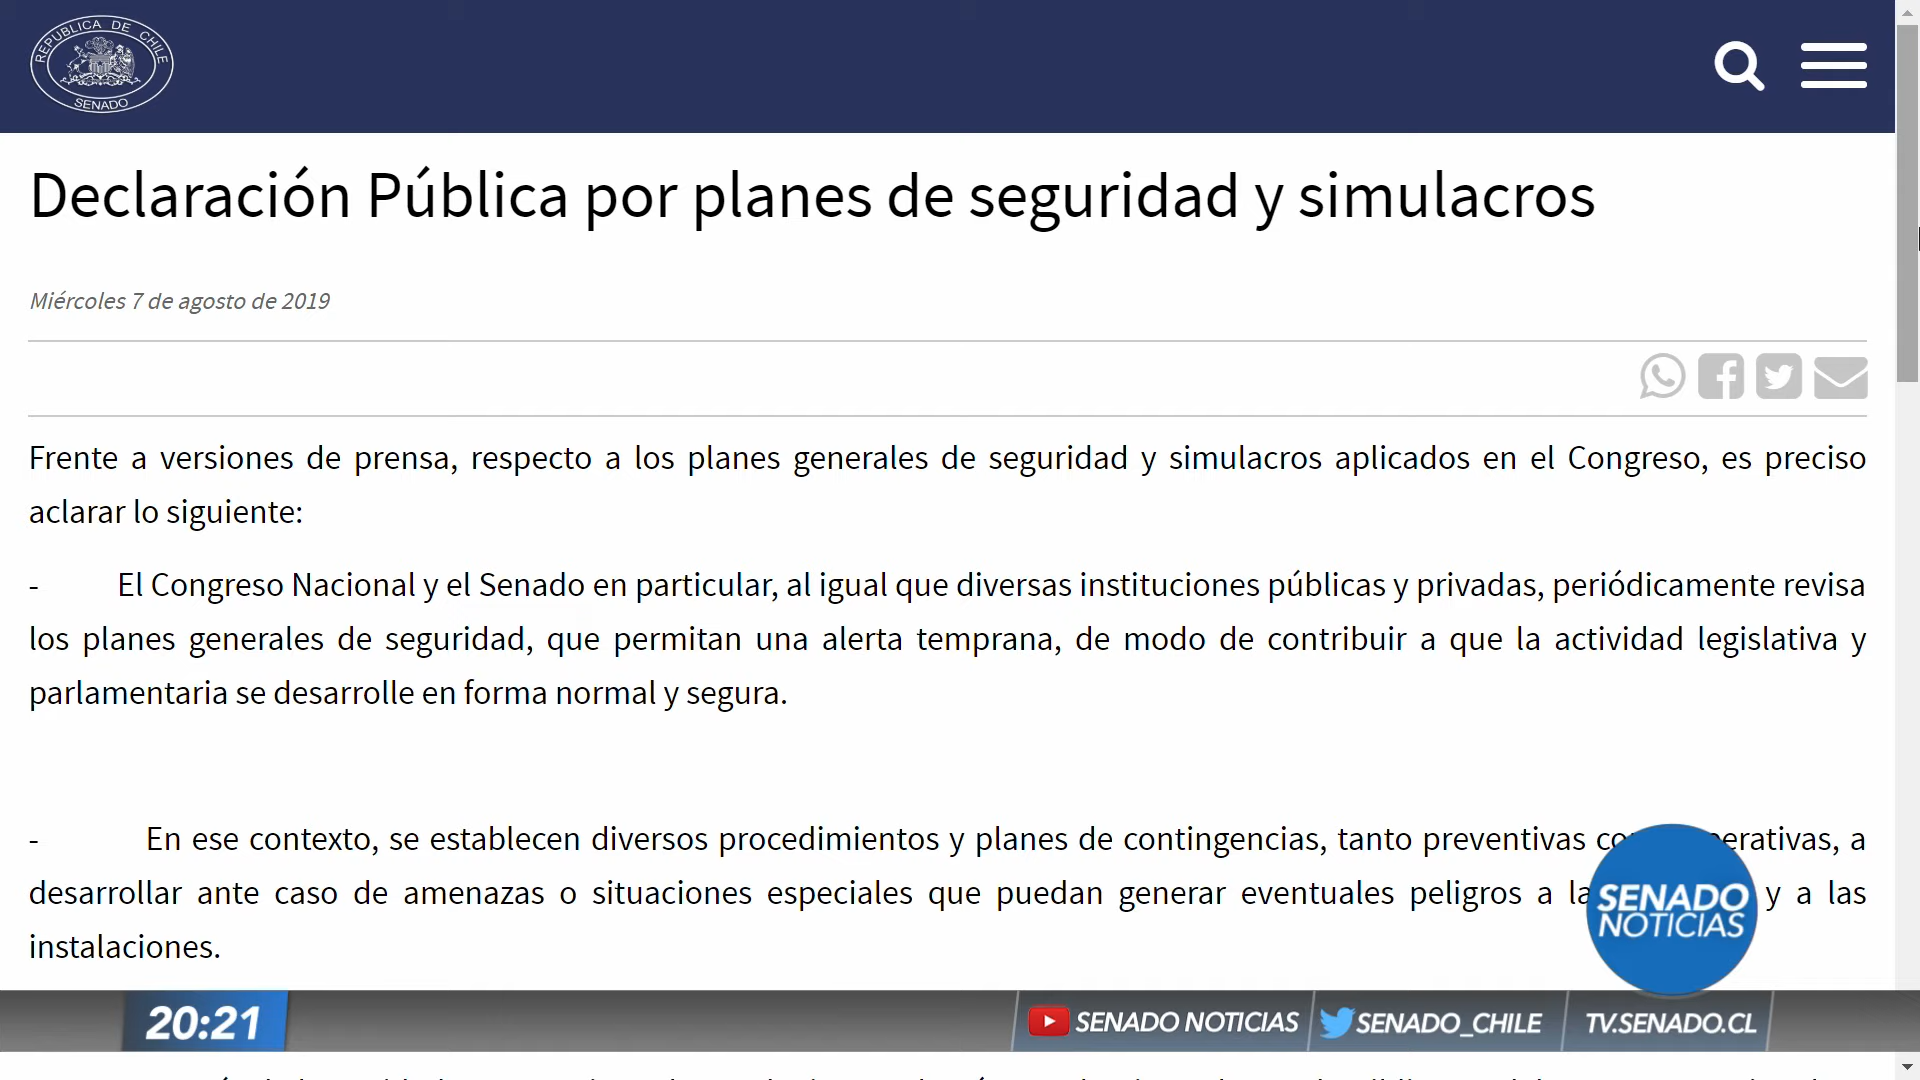 REPUBLICA DE CHILE
SENADO
Declaración Pública por planes de seguridad y simulacros
Miércoles 7 de agosto de 2019
Frente a versiones de prensa, respecto a los planes generales de seguridad y simulacros aplicados en el Congreso, es preciso
aclarar lo siguiente:
- El Congreso Nacional y el Senado en particular, al igual que diversas instituciones públicas y privadas, periódicamente revisa
los planes generales de seguridad, que permitan una alerta temprana, de modo de contribuir a que la actividad legislativa y
parlamentaria se desarrolle en forma normal y segura.
- En ese contexto, se establecen diversos procedimientos y planes de contingencias, tanto preventivas a
desarrollar ante caso de amenazas o situaciones especiales que puedan generar eventuales peligros a y a las
instalaciones.
SENADO
NOTICIAS
20:21
SENADO NOTICIAS
SENADO_CHILE
TV.SENADO.CL